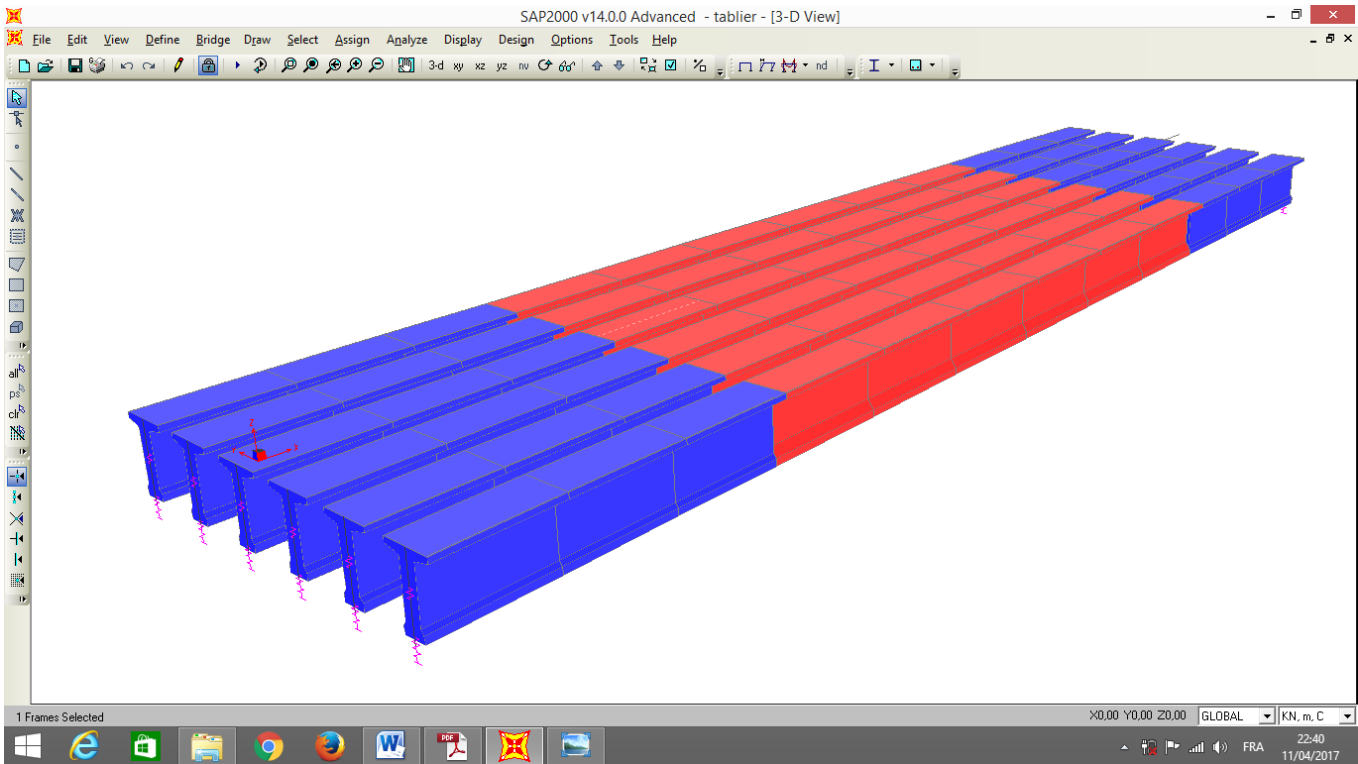 SAP2000 v14.0.0 Advanced - tablier - [3-D View]
File Edit View Define Bridge Draw Select Assign Analyze Display Design Options Tools Help
3-d xy xz yz nv nd
all
ps
clr
Z
X
1 Frames Selected
X0,00 Y0,00 Z0,00 GLOBAL KN, m, C
PDF
FRA
22:40
11/04/2017